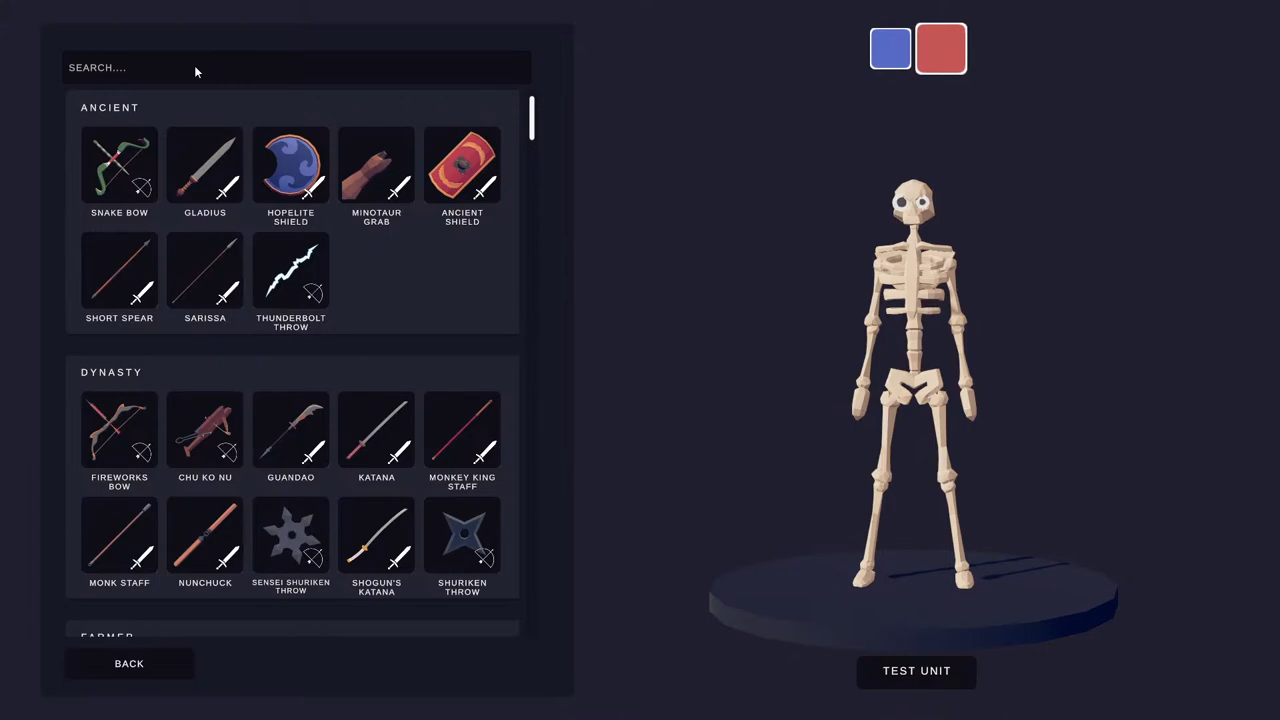 SEARCH....
ANCIENT
SNAKE BOW
GLADIUS
HOPELITE
SHIELD
MINOTAUR
GRAB
ANCIENT
SHIELD
SHORT SPEAR
SARISSA
THUNDERBOLT
THROW
DYNASTY
FIREWORKS
BOW
CHU KO NU
GUANDAO
KATANA
MONKEY KING
STAFF
MONK STAFF
NUNCHUCK
SENSEI SHURIKEN
THROW
SHOGUN'S
KATANA
SHURIKEN
THROW
FARMER
BACK
TEST UNIT